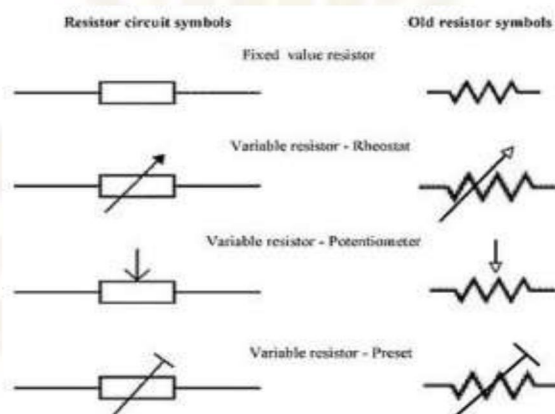 Resistor circuit symbols
Old resistor symbols
Fixed value resistor
Variable resistor - Rheostat
Variable resistor - Potentiometer
Variable resistor - Preset